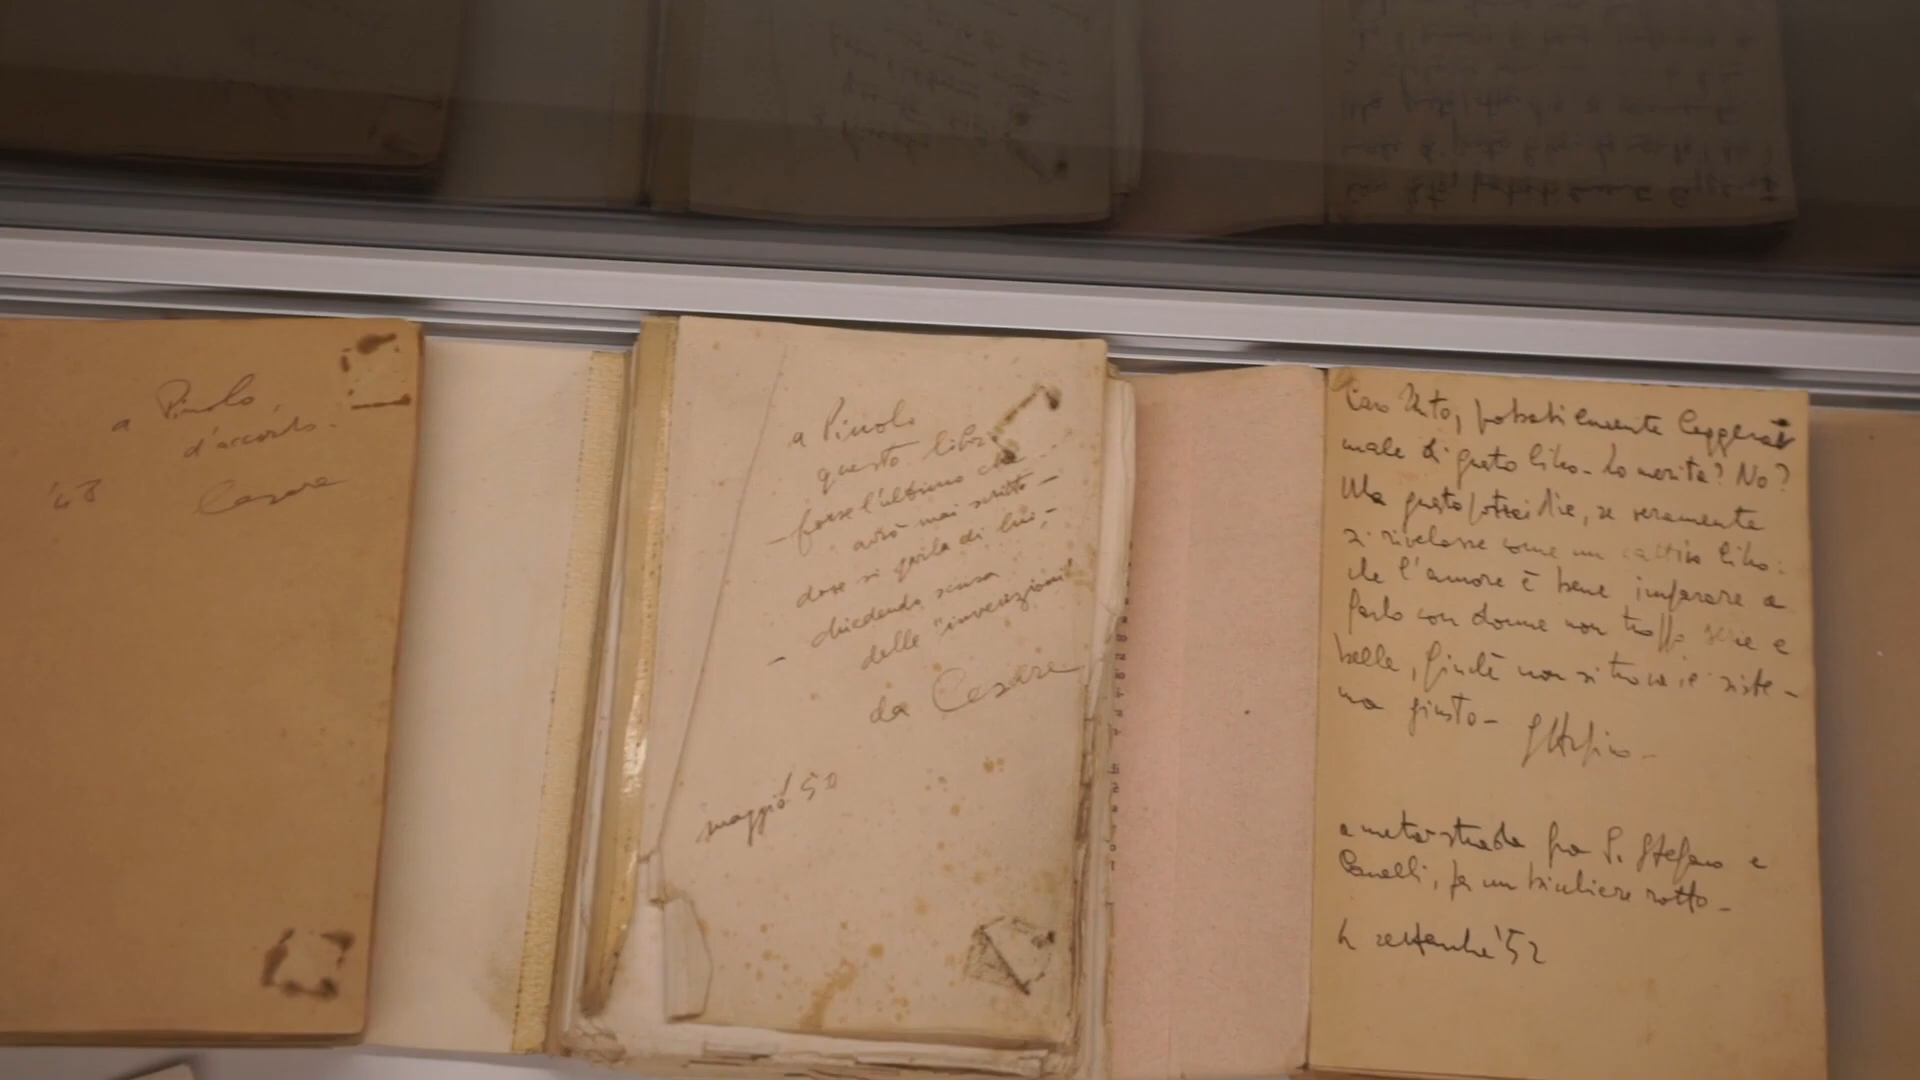 a Pinolo,
d'accordo.
'48
Cesare
a Pinolo
questo libro
- forse l'ultimo che
avrò mai scritto -
dove si parla di lui, -
chiedendo scusa
- delle "invenzioni"
da Cesare
maggio 50
Caro Nuto, probabilmente leggerai
male di questo libro - Lo merita? No?
Ma questo potrei dire, se veramente
si rivelasse come un cattivo libro:
che l'amore è bene imparare a
farlo con donne non troppo serie e
belle, finché non si trova il siste-
ma giusto -
a metà strada fra S. Stefano e
Canelli, per un bicchiere rotto -
settembre '52